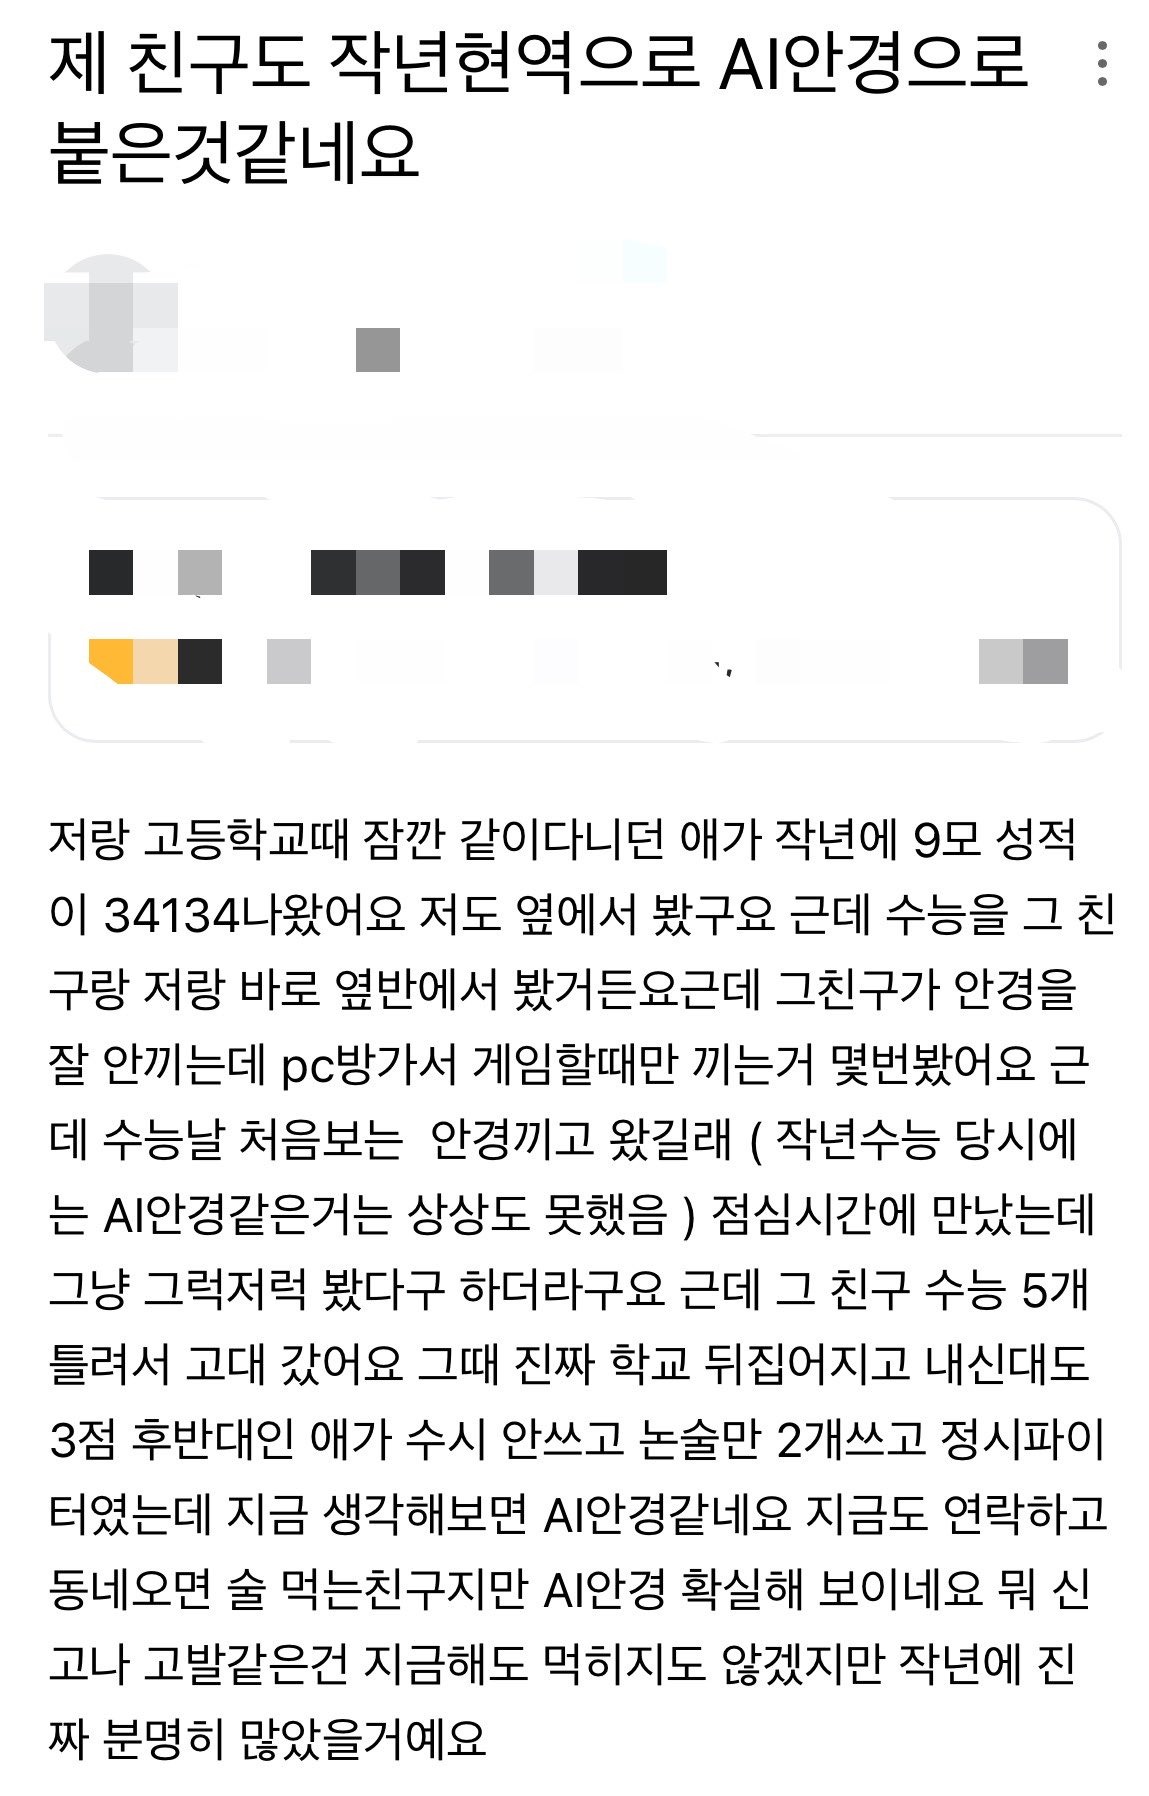 제 친구도 작년현역으로 AI안경으로
붙은것같네요
저랑 고등학교때 잠깐 같이다니던 애가 작년에 9모 성적
이 34134나왔어요 저도 옆에서 봤구요 근데 수능을 그 친
구랑 저랑 바로 옆반에서 봤거든요근데 그친구가 안경을
잘 안끼는데 pc방가서 게임할때만 끼는거 몇번봤어요 근
데 수능날 처음보는  안경끼고 왔길래 ( 작년수능 당시에
는 AI안경같은거는 상상도 못했음 ) 점심시간에 만났는데
그냥 그럭저럭 봤다구 하더라구요 근데 그 친구 수능 5개
틀려서 고대 갔어요 그때 진짜 학교 뒤집어지고 내신대도
3점 후반대인 애가 수시 안쓰고 논술만 2개쓰고 정시파이
터였는데 지금 생각해보면 AI안경같네요 지금도 연락하고
동네오면 술 먹는친구지만 AI안경 확실해 보이네요 뭐 신
고나 고발같은건 지금해도 먹히지도 않겠지만 작년에 진
짜 분명히 많았을거예요